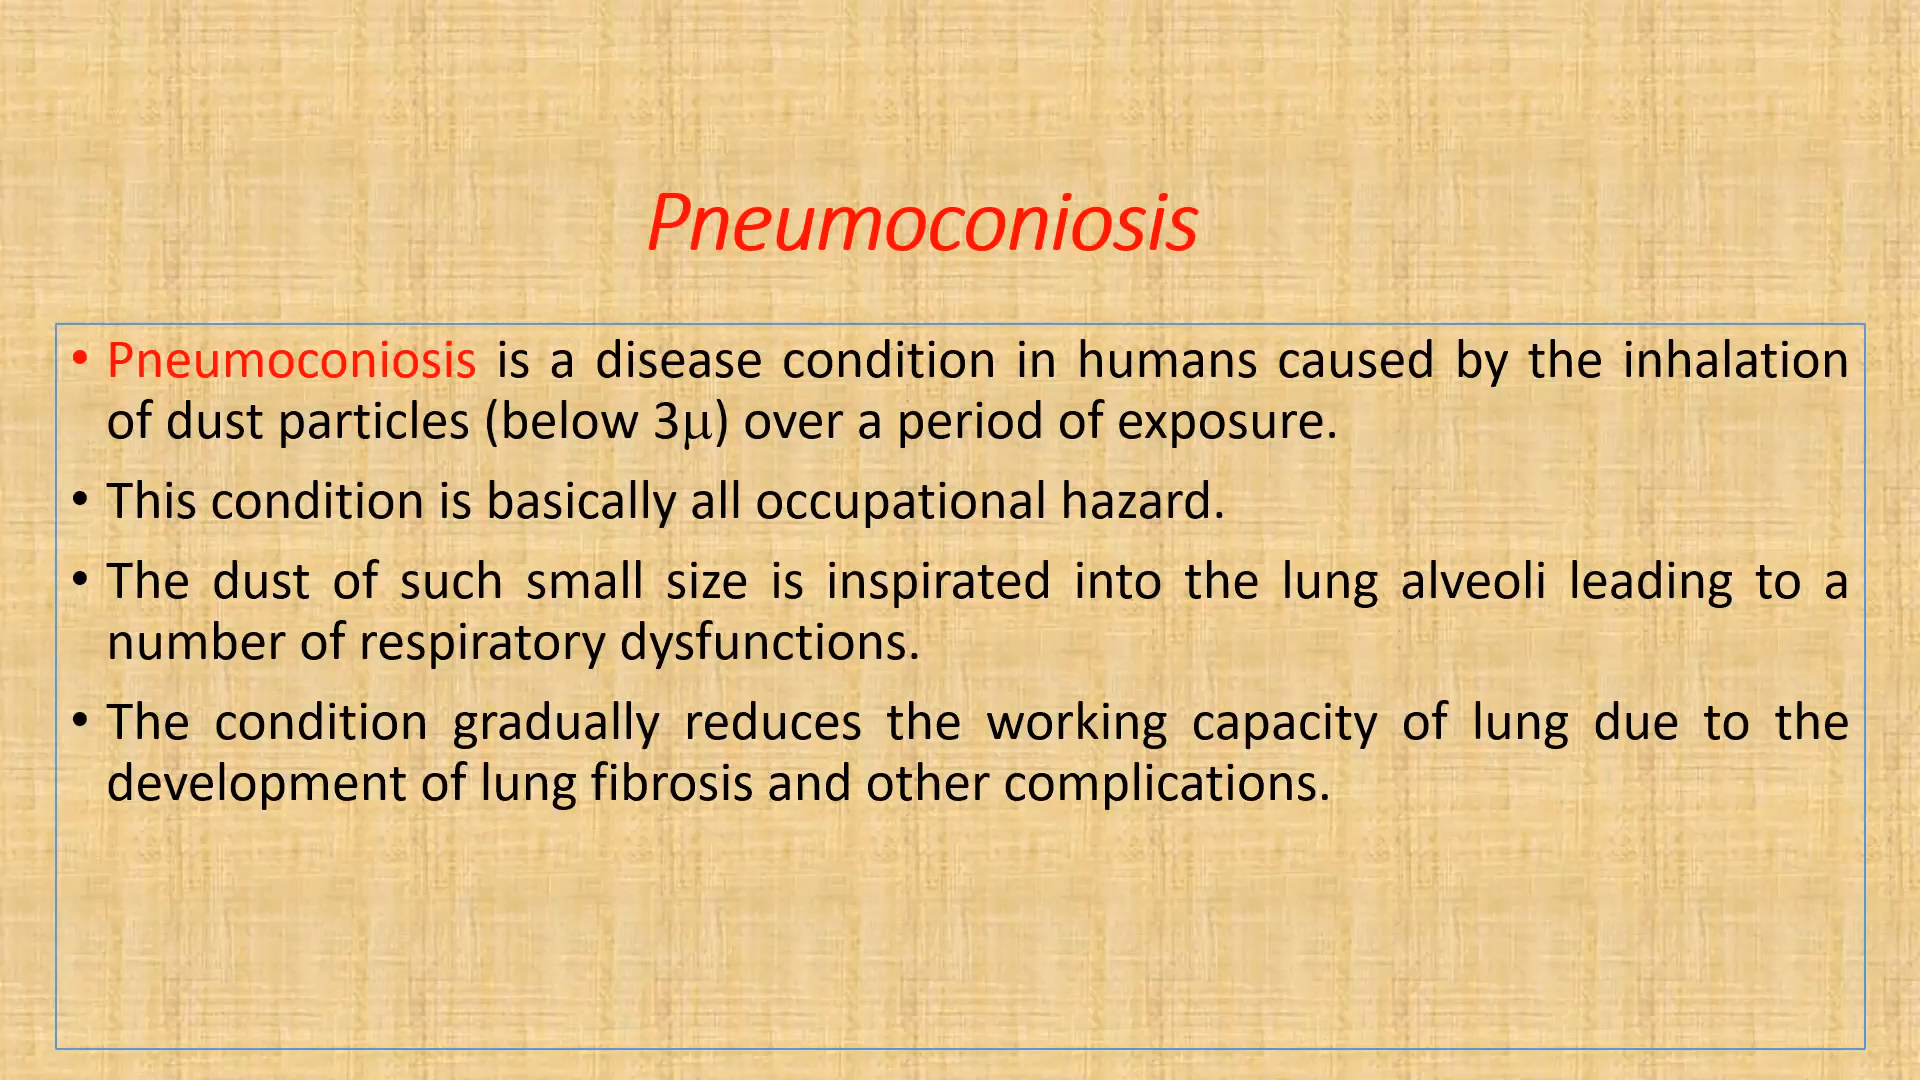 Pneumoconiosis
• Pneumoconiosis is a disease condition in humans caused by the inhalation
of dust particles (below 3μ) over a period of exposure.
• This condition is basically all occupational hazard.
• The dust of such small size is inspirated into the lung alveoli leading to a
number of respiratory dysfunctions.
• The condition gradually reduces the working capacity of lung due to the
development of lung fibrosis and other complications.